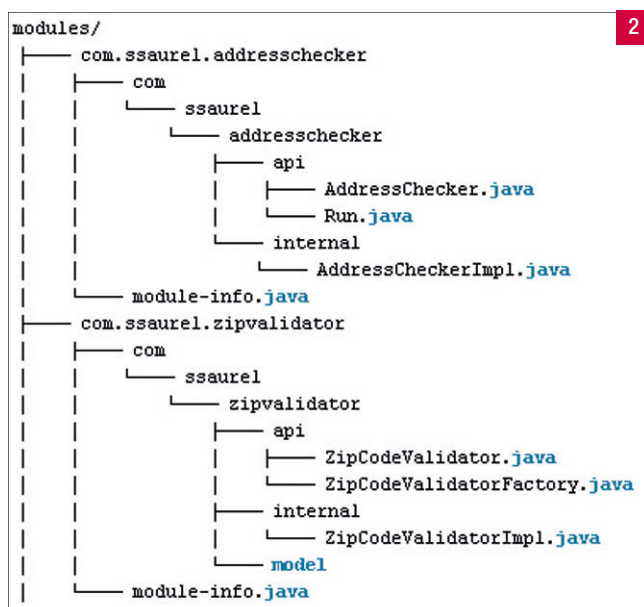 2
modules/
├── com.ssaurel.addresschecker
│   ├── com
│   │   └── ssaurel
│   │       └── addresschecker
│   │           ├── api
│   │           │   ├── AddressChecker.java
│   │           │   └── Run.java
│   │           └── internal
│   │               └── AddressCheckerImpl.java
│   └── module-info.java
├── com.ssaurel.zipvalidator
│   ├── com
│   │   └── ssaurel
│   │       └── zipvalidator
│   │           ├── api
│   │           │   ├── ZipCodeValidator.java
│   │           │   └── ZipCodeValidatorFactory.java
│   │           ├── internal
│   │           │   └── ZipCodeValidatorImpl.java
│   │           └── model
│   └── module-info.java